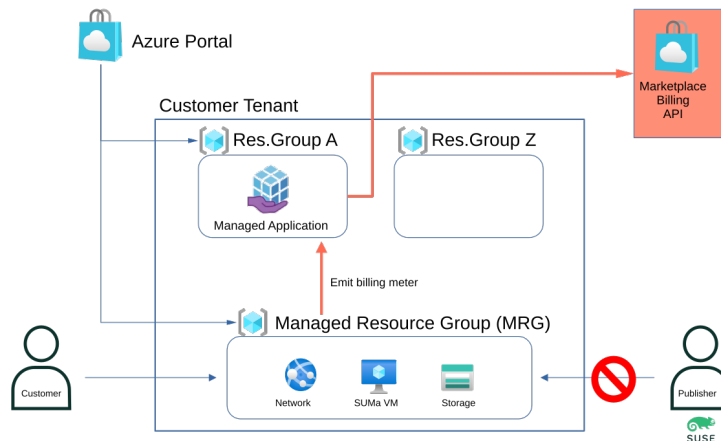 Azure Portal
Marketplace
Billing
API
Customer Tenant
Res.Group A
Res.Group Z
Managed Application
Emit billing meter
Managed Resource Group (MRG)
Network
SUMa VM
Storage
Customer
Publisher
SUSE